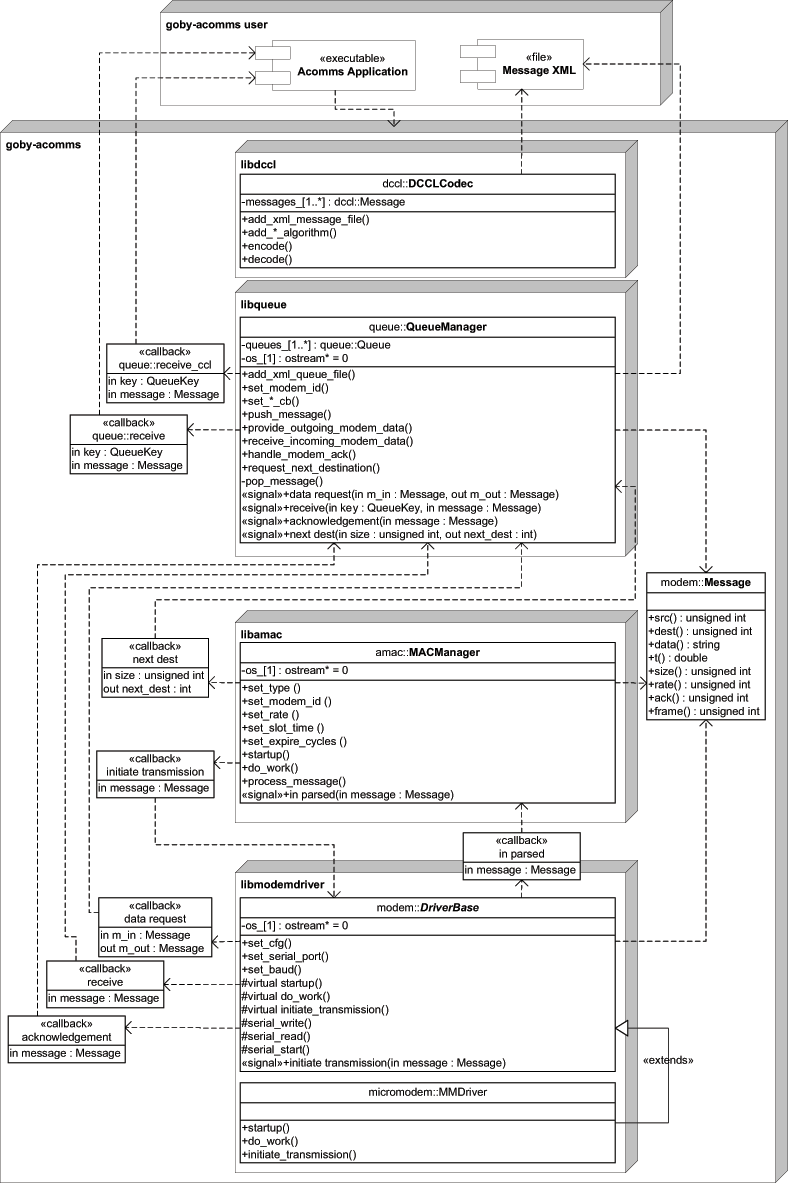 goby-acomms user
«executable»
Acomms Application
«file»
Message XML
goby-acomms
libdccl
dccl::DCCLCodec
-messages_[1..*] : dccl::Message
+add_xml_message_file()
+add_*_algorithm()
+encode()
+decode()
libqueue
queue::QueueManager
-queues_[1..*] : queue::Queue
-os_[1] : ostream* = 0
+add_xml_queue_file()
+set_modem_id()
+set_*_cb()
+push_message()
+provide_outgoing_modem_data()
+receive_incoming_modem_data()
+handle_modem_ack()
+request_next_destination()
-pop_message()
«signal»+data request(in m_in : Message, out m_out : Message)
«signal»+receive(in key : QueueKey, in message : Message)
«signal»+acknowledgement(in message : Message)
«signal»+next dest(in size : unsigned int, out next_dest : int)
«callback»
queue::receive_ccl
in key : QueueKey
in message : Message
«callback»
queue::receive
in key : QueueKey
in message : Message
modem::Message
+src() : unsigned int
+dest() : unsigned int
+data() : string
+t() : double
+size() : unsigned int
+rate() : unsigned int
+ack() : unsigned int
+frame() : unsigned int
libamac
amac::MACManager
-os_[1] : ostream* = 0
+set_type ()
+set_modem_id ()
+set_rate ()
+set_slot_time ()
+set_expire_cycles ()
+startup()
+do_work()
+process_message()
«signal»+in parsed(in message : Message)
«callback»
next dest
in size : unsigned int
out next_dest : int
«callback»
initiate transmission
in message : Message
«callback»
in parsed
in message : Message
libmodemdriver
modem::DriverBase
-os_[1] : ostream* = 0
+set_cfg()
+set_serial_port()
+set_baud()
#virtual startup()
#virtual do_work()
#virtual initiate_transmission()
#serial_write()
#serial_read()
#serial_start()
«signal»+initiate transmission(in message : Message)
«callback»
data request
in m_in : Message
out m_out : Message
«callback»
receive
in message : Message
«callback»
acknowledgement
in message : Message
«extends»
micromodem::MMDriver
+startup()
+do_work()
+initiate_transmission()